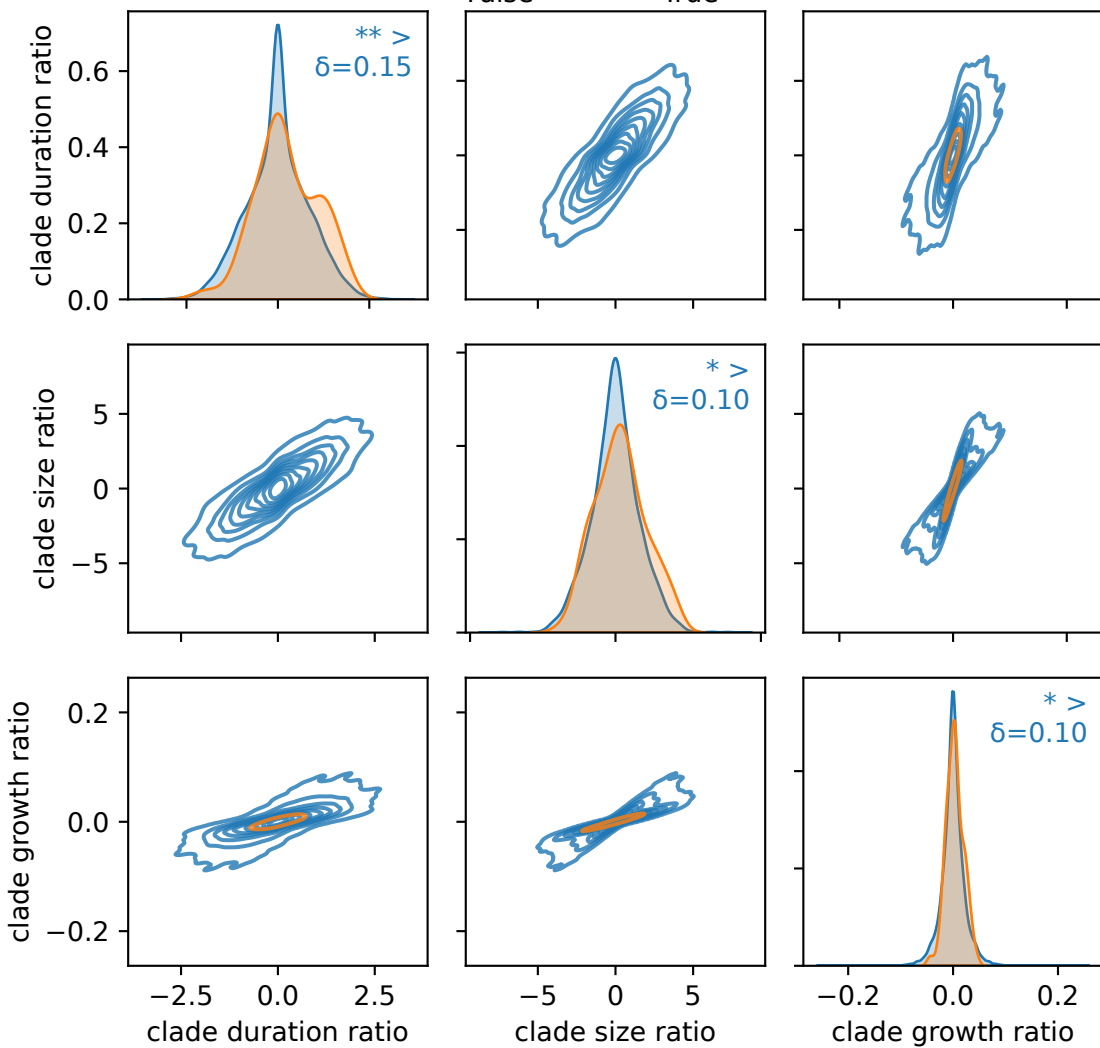 clade duration ratio
0.6
0.4
0.2
0.0
** >
δ=0.15
clade size ratio
5
0
−5
* >
δ=0.10
clade growth ratio
0.2
0.0
−0.2
* >
δ=0.10
−2.5 0.0 2.5
−5 0 5
−0.2 0.0 0.2
clade duration ratio
clade size ratio
clade growth ratio